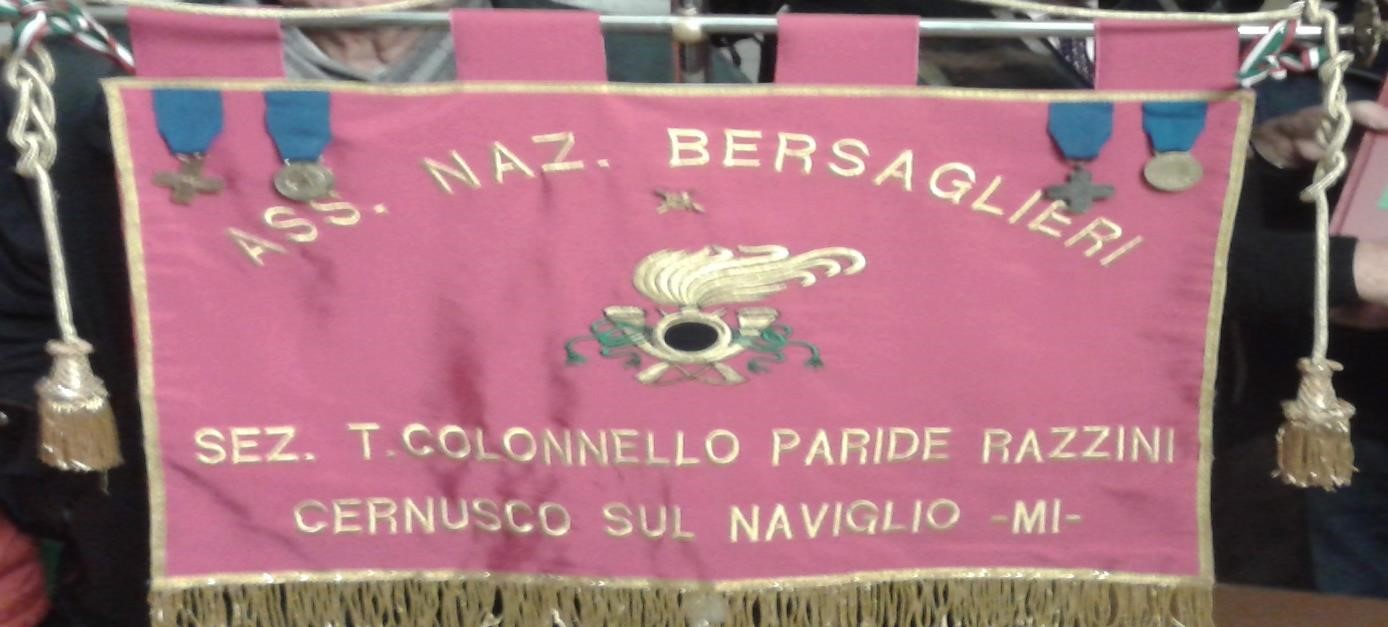 ASS. NAZ. BERSAGLIERI
SEZ. T.COLONNELLO PARIDE RAZZINI
CERNUSCO SUL NAVIGLIO -MI-